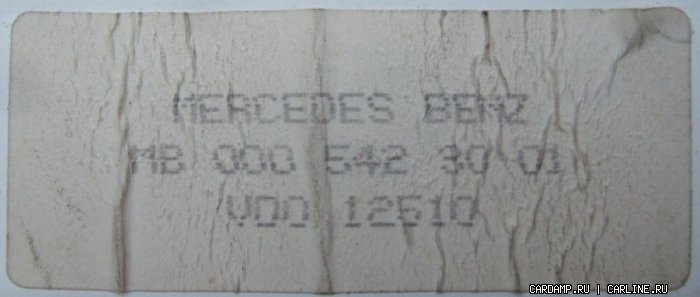 MERCEDES BENZ
MB 000 542 30 01
VDO 12510
CARDAMP.RU | CARLINE.RU